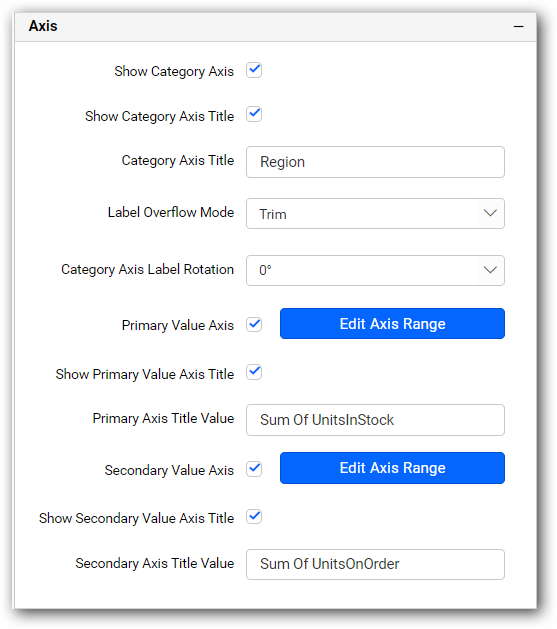 Axis
Show Category Axis
Show Category Axis Title
Category Axis Title Region
Label Overflow Mode Trim
Category Axis Label Rotation 0°
Primary Value Axis Edit Axis Range
Show Primary Value Axis Title
Primary Axis Title Value Sum Of UnitsInStock
Secondary Value Axis Edit Axis Range
Show Secondary Value Axis Title
Secondary Axis Title Value Sum Of UnitsOnOrder